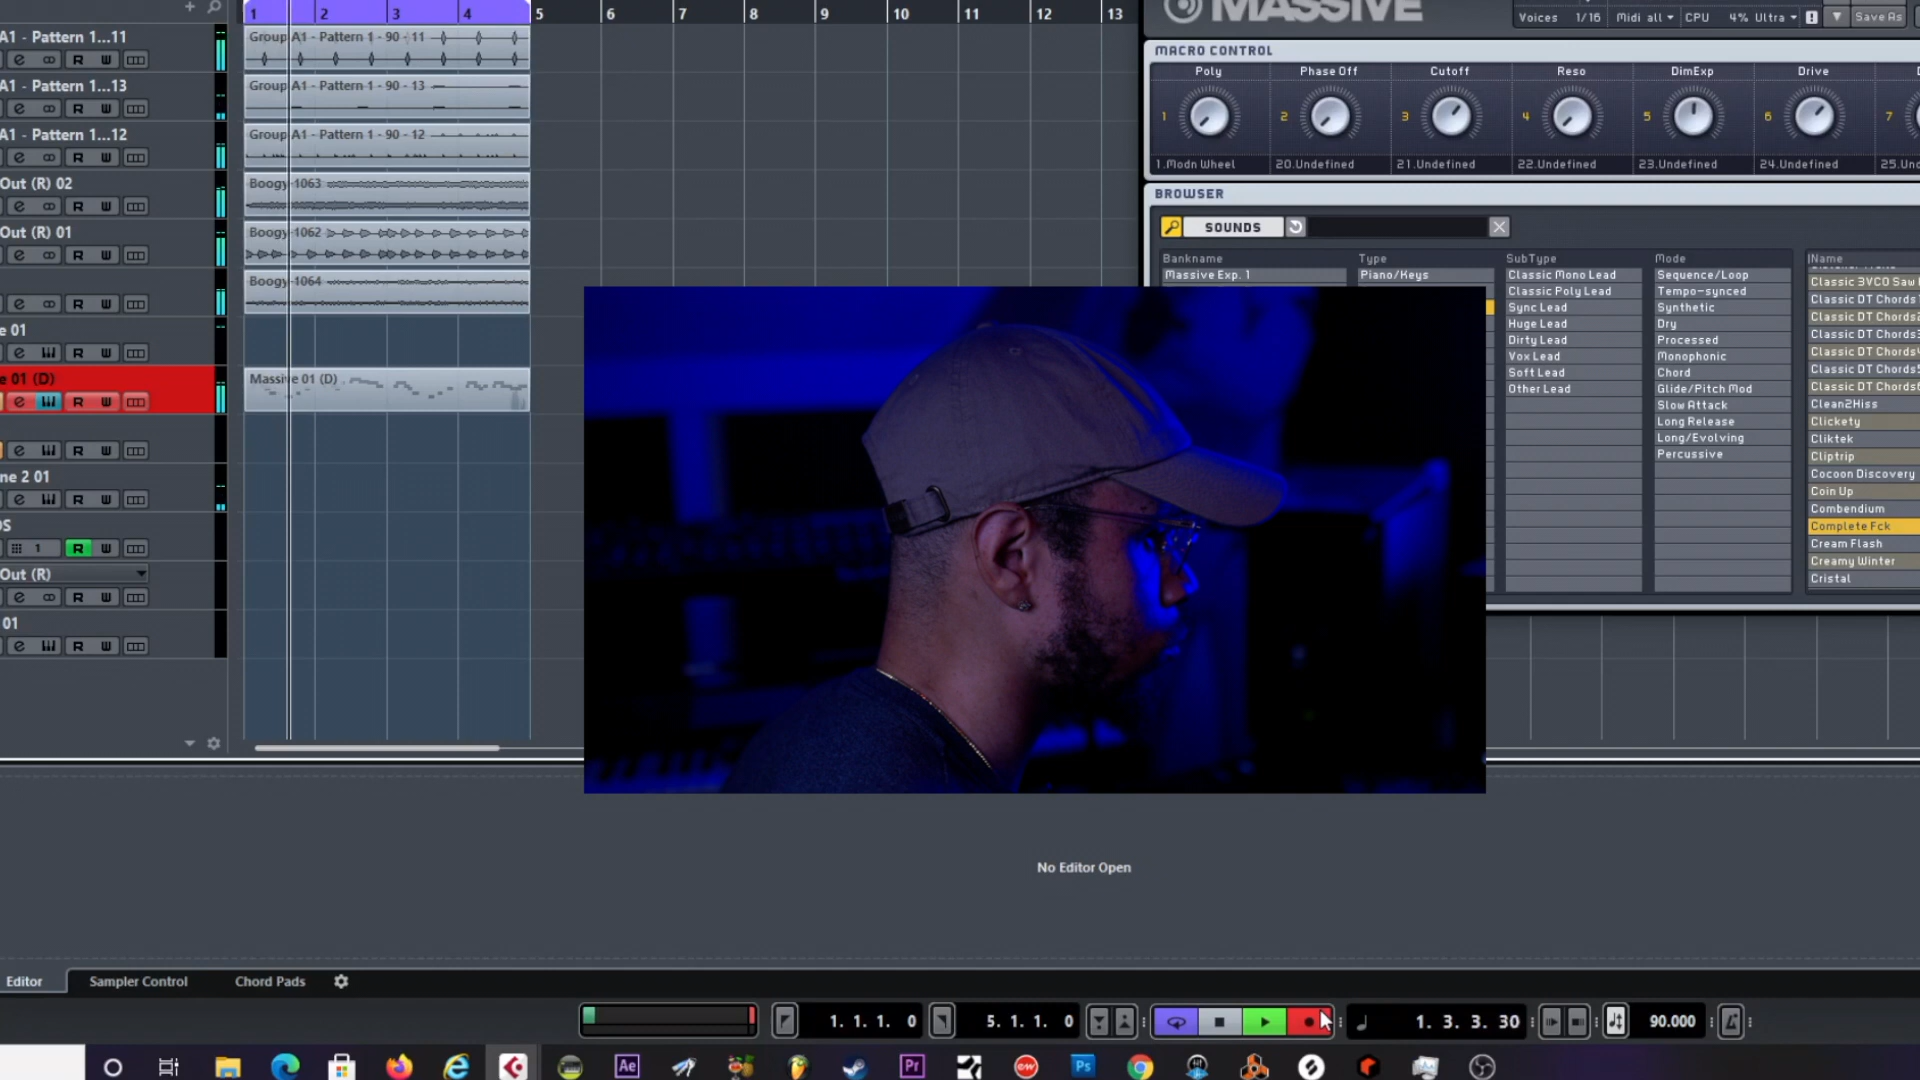 1 2 3 4 5 6 7 8 9 10 11 12 13
MASSIVE
Voices 1/16 Midi all CPU 4% Ultra Save As
MACRO CONTROL
Poly Phase Off Cutoff Reso DimExp Drive
1 2 3 4 5 6 7
1.Modn Wheel 20.Undefined 21.Undefined 22.Undefined 23.Undefined 24.Undefined 25.Un
BROWSER
SOUNDS
Bankname Type SubType Mode Name
Massive Exp. 1 Piano/Keys
Classic Mono Lead
Classic Poly Lead
Sync Lead
Huge Lead
Dirty Lead
Vox Lead
Soft Lead
Other Lead
Sequence/Loop
Tempo-synced
Synthetic
Dry
Processed
Monophonic
Chord
Glide/Pitch Mod
Slow Attack
Long Release
Long/Evolving
Percussive
Classic 3VCO Saw
Classic DT Chords
Classic DT Chords
Classic DT Chords
Classic DT Chords
Classic DT Chords
Classic DT Chords
Clean2Hiss
Clickety
Cliktek
Cliptrip
Cocoon Discovery
Coin Up
Combendium
Complete Fck
Cream Flash
Creamy Winter
Cristal
A1 - Pattern 1...11
e R W
A1 - Pattern 1...13
e R W
A1 - Pattern 1...12
e R W
Out (R) 02
e R W
Out (R) 01
e R W
e R W
e 01
e R W
e 01 (D)
e R W
e R W
ne 2 01
e R W
OS
1 R W
Out (R)
e R W
01
e R W
Group A1 - Pattern 1 - 90 - 11
Group A1 - Pattern 1 - 90 - 13
Group A1 - Pattern 1 - 90 - 12
Boogy-1063
Boogy-1062
Boogy-1064
Massive 01 (D)
No Editor Open
Editor Sampler Control Chord Pads
1. 1. 1. 0 5. 1. 1. 0 1. 3. 3. 30 90.000
Ae Pr Ps